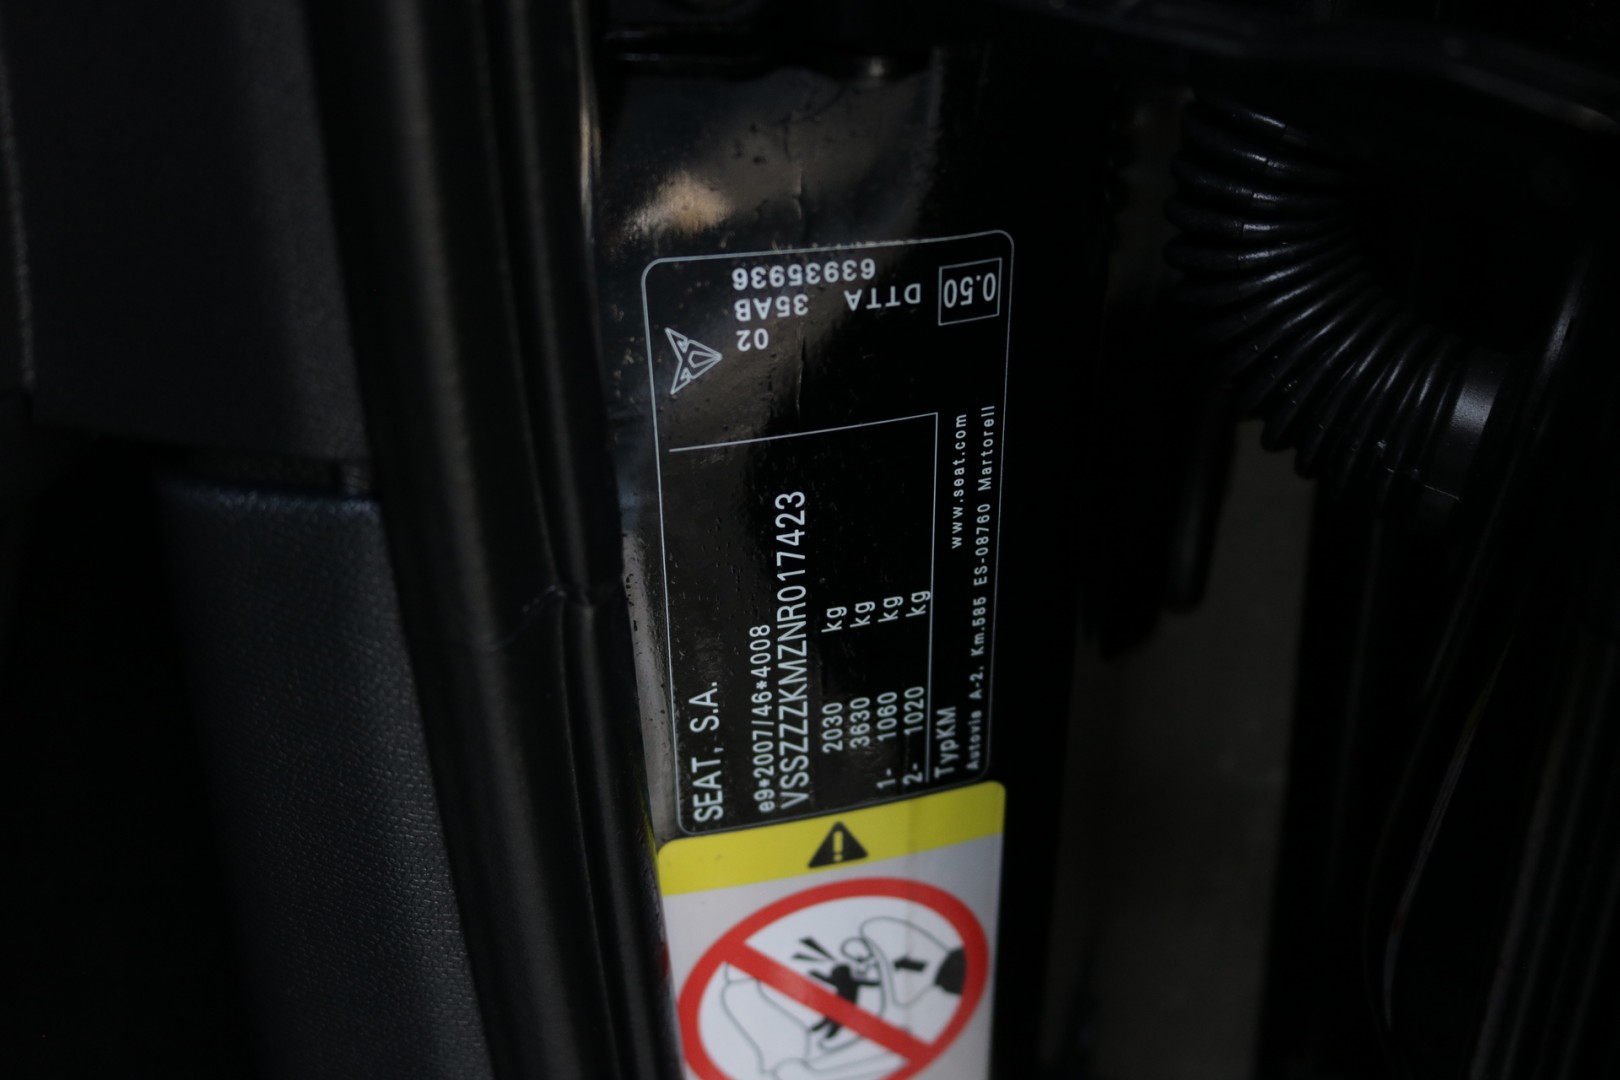 SEAT, S.A.
e9*2007/46*4008
VSSZZZKMZNR017423
2030 kg
3630 kg
1- 1060 kg
2- 1020 kg
TypKM
www.seat.com
Autovia A-2, Km.585 ES-08760 Martorell
02
35AB DTTA
63935936
0.50